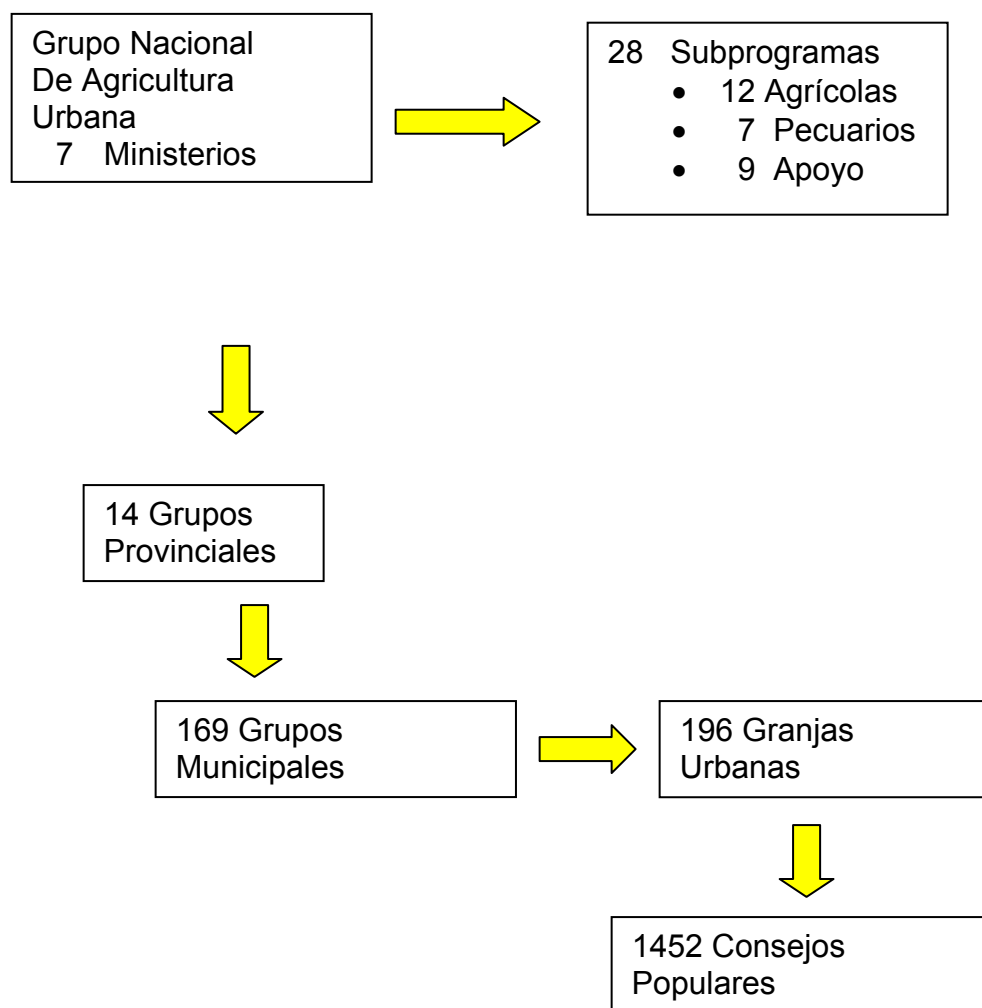 Grupo Nacional
De Agricultura
Urbana
7 Ministerios
28 Subprogramas
• 12 Agrícolas
• 7 Pecuarios
• 9 Apoyo
14 Grupos
Provinciales
169 Grupos
Municipales
196 Granjas
Urbanas
1452 Consejos
Populares